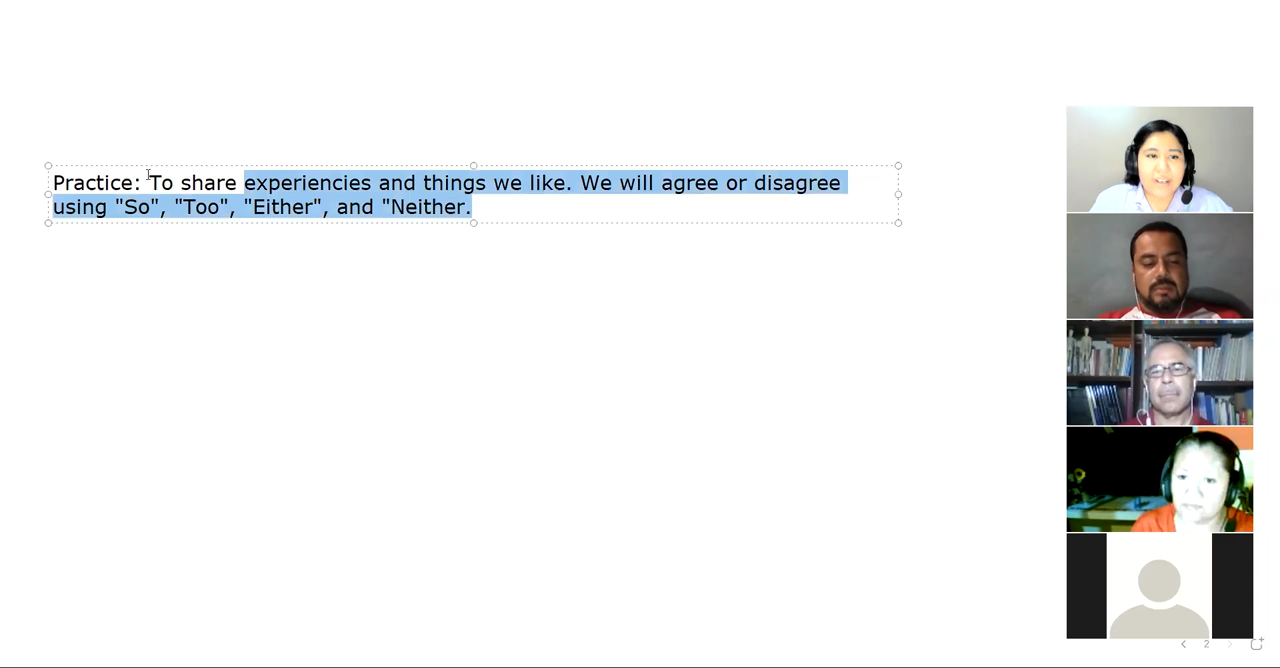 Practice: To share experiencies and things we like. We will agree or disagree
using "So", "Too", "Either", and "Neither.
2